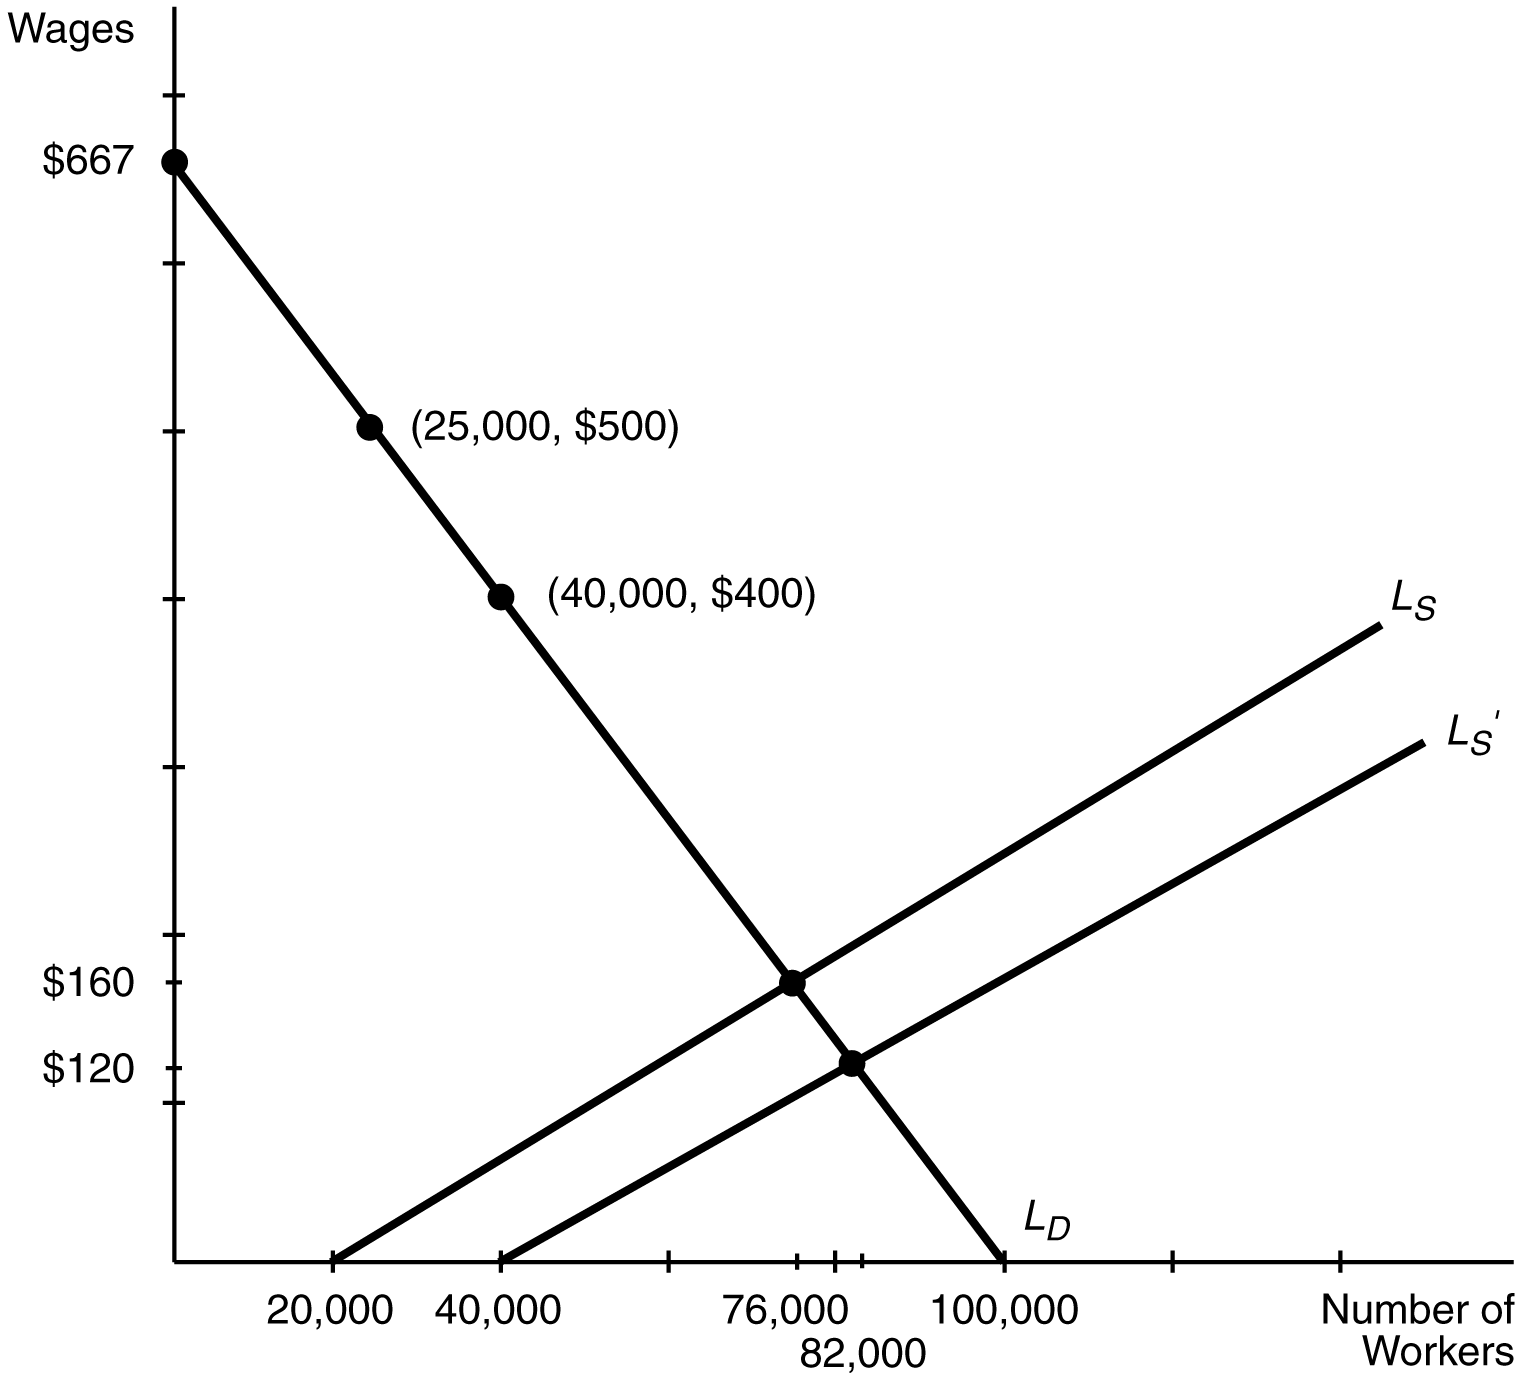 Wages
$667
(25,000, $500)
(40,000, $400)
L_S
L_S'
$160
$120
L_D
20,000 40,000 76,000 100,000 Number of
82,000 Workers